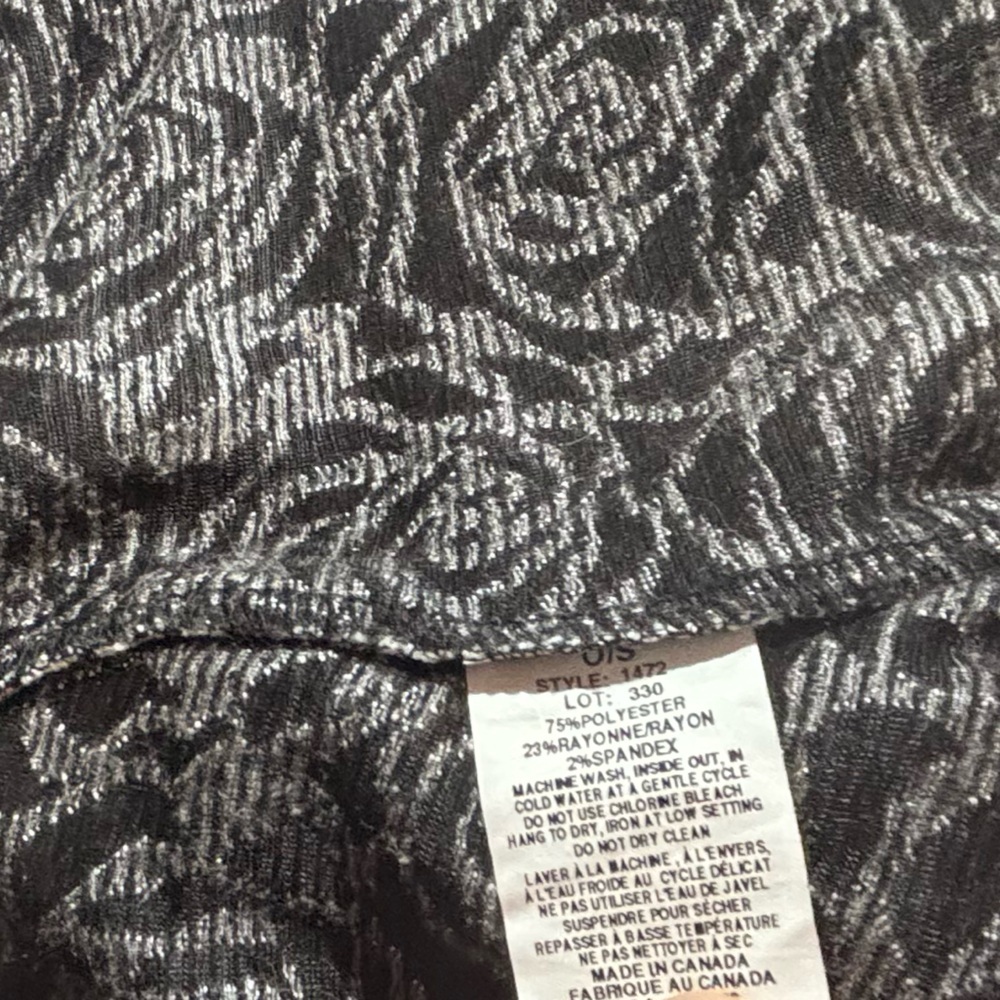 O/S
STYLE: 1472
LOT: 330
75%POLYESTER
23%RAYONNE/RAYON
2%SPANDEX
MACHINE WASH, INSIDE OUT, IN
COLD WATER AT A GENTLE CYCLE
DO NOT USE CHLORINE BLEACH
HANG TO DRY, IRON AT LOW SETTING
DO NOT DRY CLEAN
LAVER À LA MACHINE, À L'ENVERS,
À L'EAU FROIDE AU CYCLE DÉLICAT
NE PAS UTILISER L'EAU DE JAVEL
SUSPENDRE POUR SÉCHER
REPASSER À BASSE TEMPÉRATURE
NE PAS NETTOYER À SEC
MADE IN CANADA
FABRIQUE AU CANADA